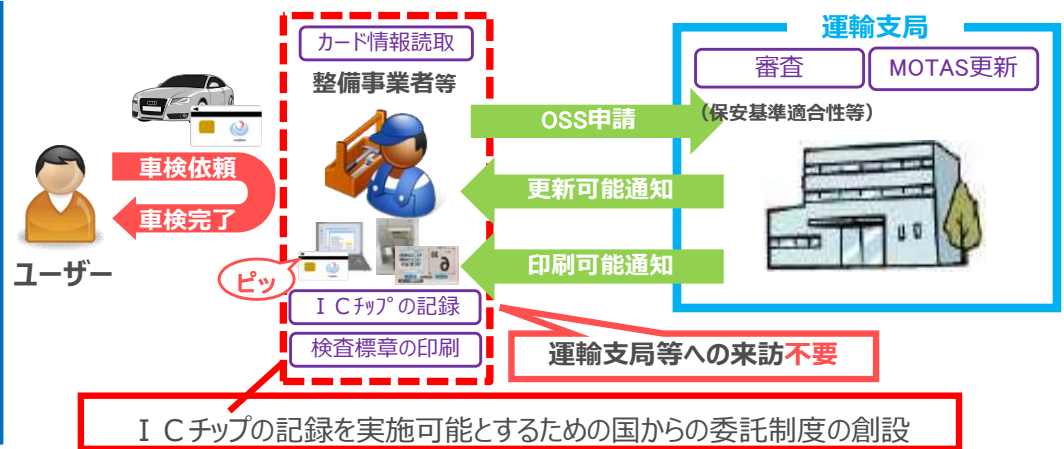 カード情報読取
整備事業者等
運輸支局
審査
MOTAS更新
(保安基準適合性等)
OSS申請
車検依頼
更新可能通知
車検完了
印刷可能通知
ユーザー
ピッ
ＩＣﾁｯﾌﾟの記録
検査標章の印刷
運輸支局等への来訪不要
ＩＣチップの記録を実施可能とするための国からの委託制度の創設